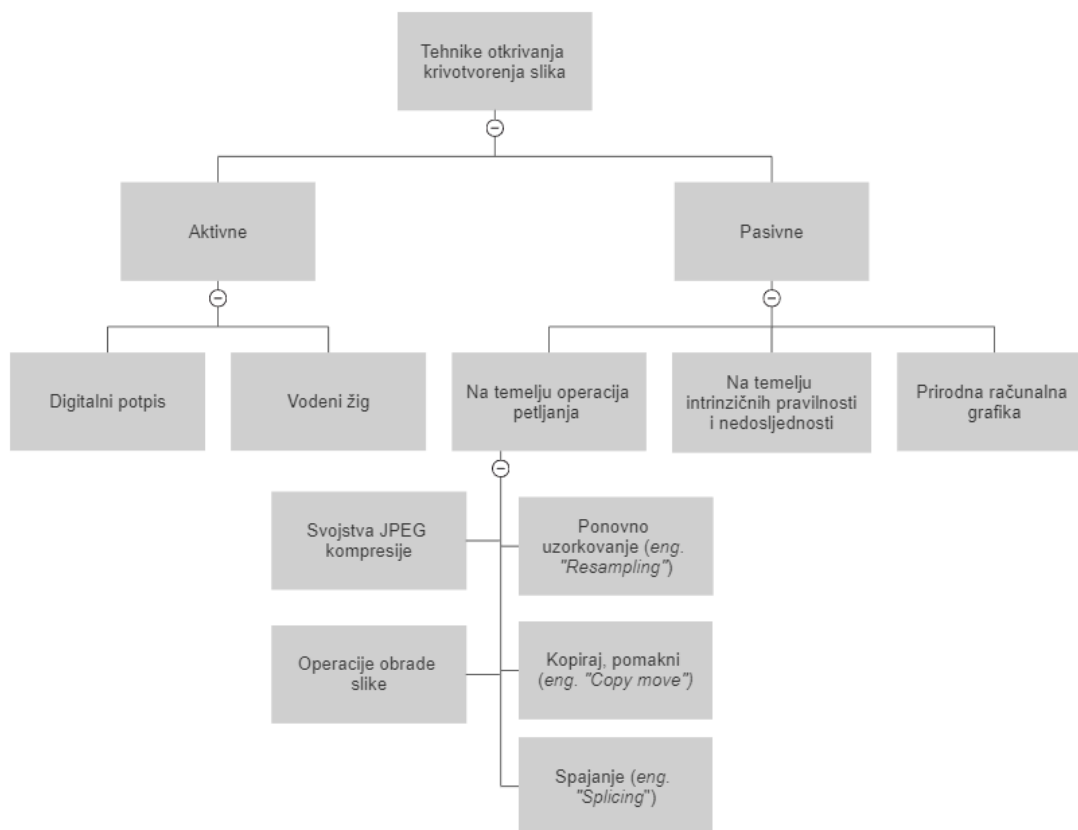 Tehnike otkrivanja
krivotvorenja slika
Aktivne
Pasivne
Digitalni potpis
Vodeni žig
Na temelju operacija
petljanja
Na temelju
intrinzičnih pravilnosti
i nedosljednosti
Prirodna računalna
grafika
Svojstva JPEG
kompresije
Ponovno
uzorkovanje (eng.
"Resampling")
Operacije obrade
slike
Kopiraj, pomakni
(eng. "Copy move")
Spajanje (eng.
"Splicing")